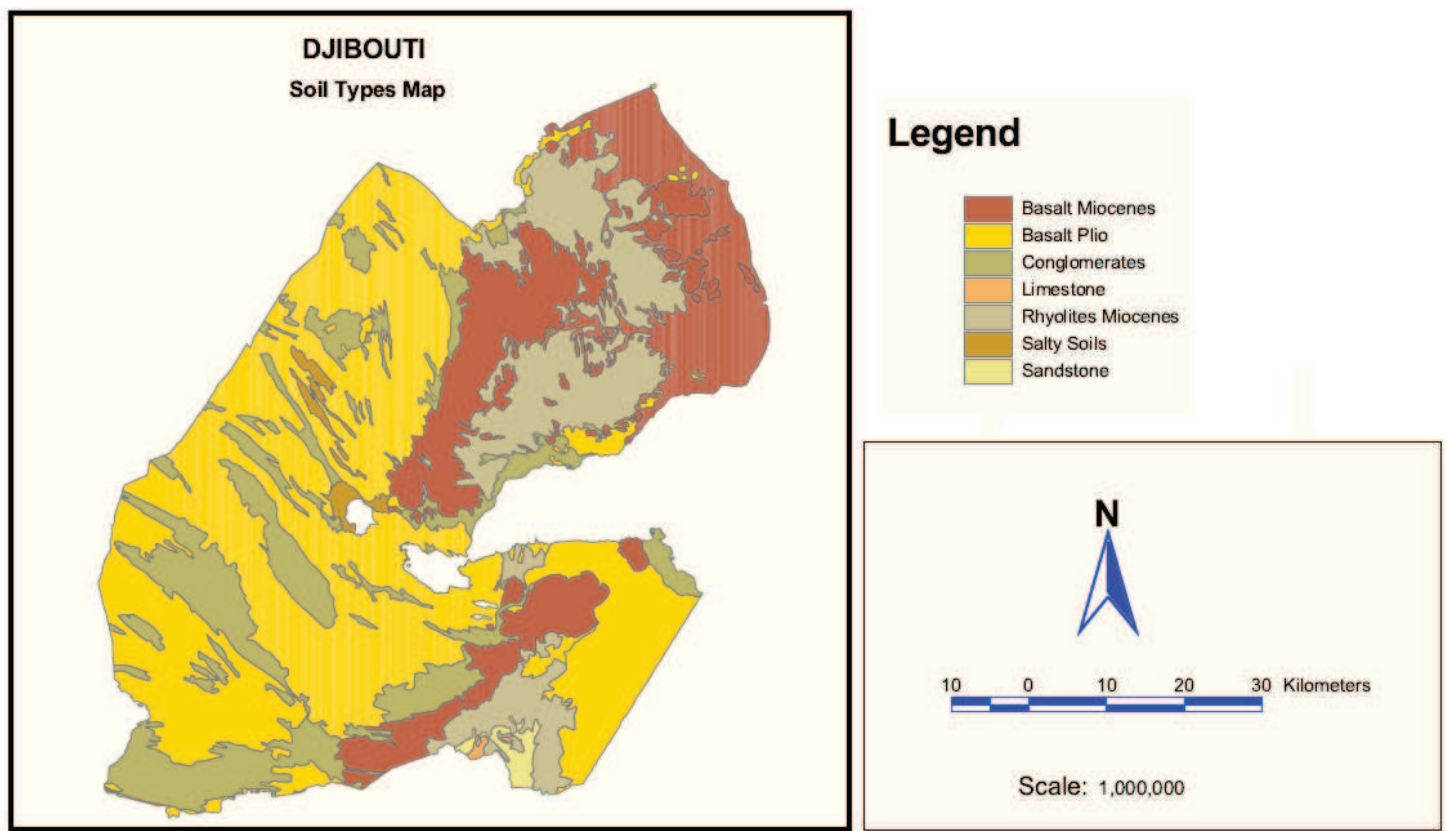 DJIBOUTI
Soil Types Map
Legend
Basalt Miocenes
Basalt Plio
Conglomerates
Limestone
Rhyolites Miocenes
Salty Soils
Sandstone
N
10 0 10 20 30 Kilometers
Scale: 1,000,000